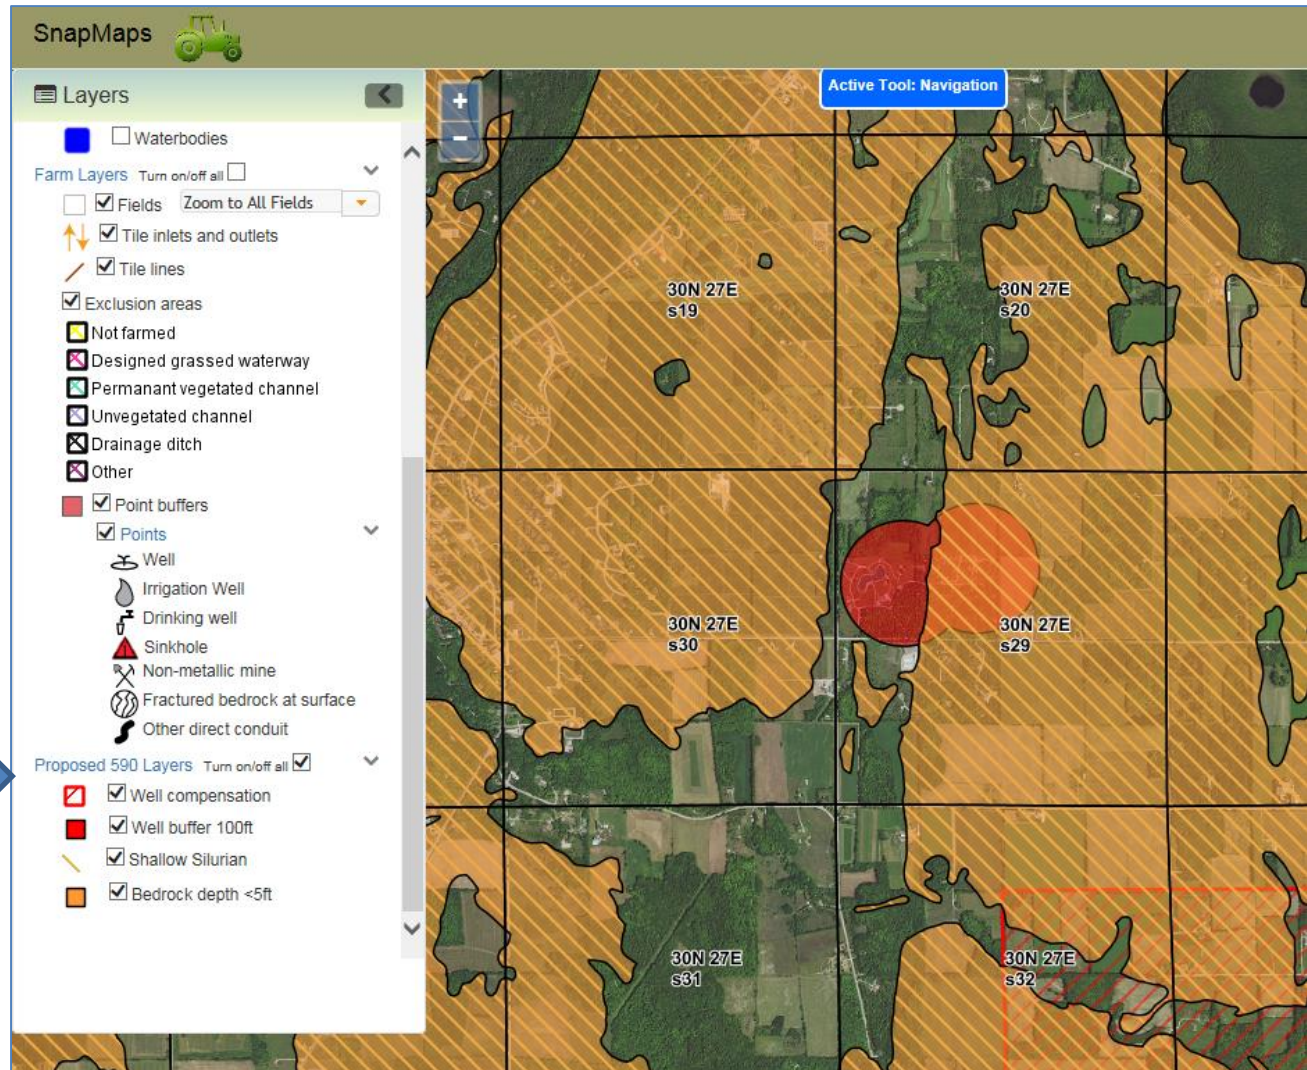 SnapMaps
Layers
Waterbodies
Farm Layers Turn on/off all
Fields Zoom to All Fields
Tile inlets and outlets
Tile lines
Exclusion areas
Not farmed
Designed grassed waterway
Permanant vegetated channel
Unvegetated channel
Drainage ditch
Other
Point buffers
Points
Well
Irrigation Well
Drinking well
Sinkhole
Non-metallic mine
Fractured bedrock at surface
Other direct conduit
Proposed 590 Layers Turn on/off all
Well compensation
Well buffer 100ft
Shallow Silurian
Bedrock depth <5ft
+
−
Active Tool: Navigation
30N 27E
s19
30N 27E
s20
30N 27E
s30
30N 27E
s29
30N 27E
s31
30N 27E
s32